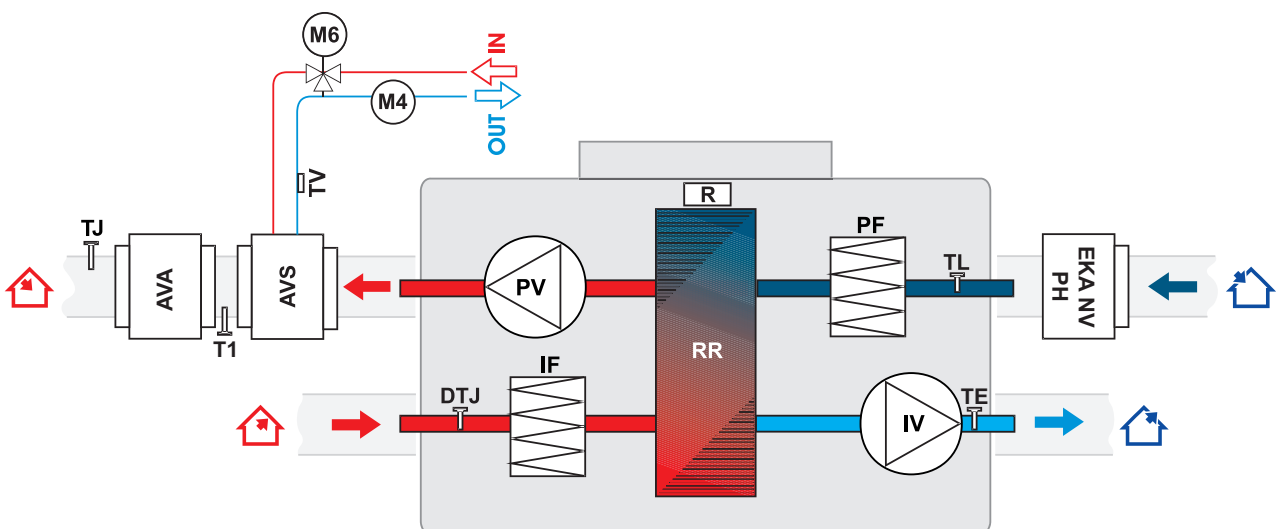 M6
IN
M4
OUT
TV
R
TJ
PF
TL
AVA
AVS
PV
EKA NV
PH
T1
RR
IF
DTJ
TE
IV